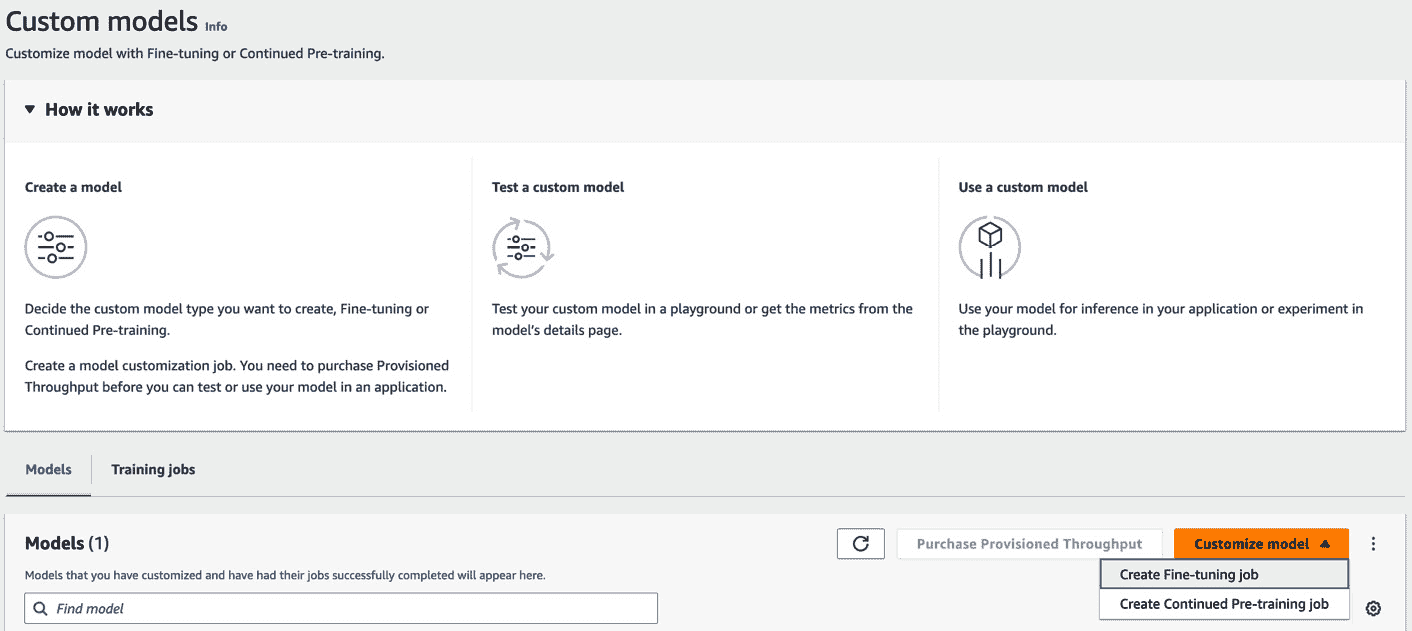 Custom models Info
Customize model with Fine-tuning or Continued Pre-training.
How it works
Create a model
Decide the custom model type you want to create, Fine-tuning or
Continued Pre-training.
Create a model customization job. You need to purchase Provisioned
Throughput before you can test or use your model in an application.
Test a custom model
Test your custom model in a playground or get the metrics from the
model's details page.
Use a custom model
Use your model for inference in your application or experiment in
the playground.
Models
Training jobs
Models (1)
Purchase Provisioned Throughput
Customize model
Models that you have customized and have had their jobs successfully completed will appear here.
Create Fine-tuning job
Create Continued Pre-training job
Find model